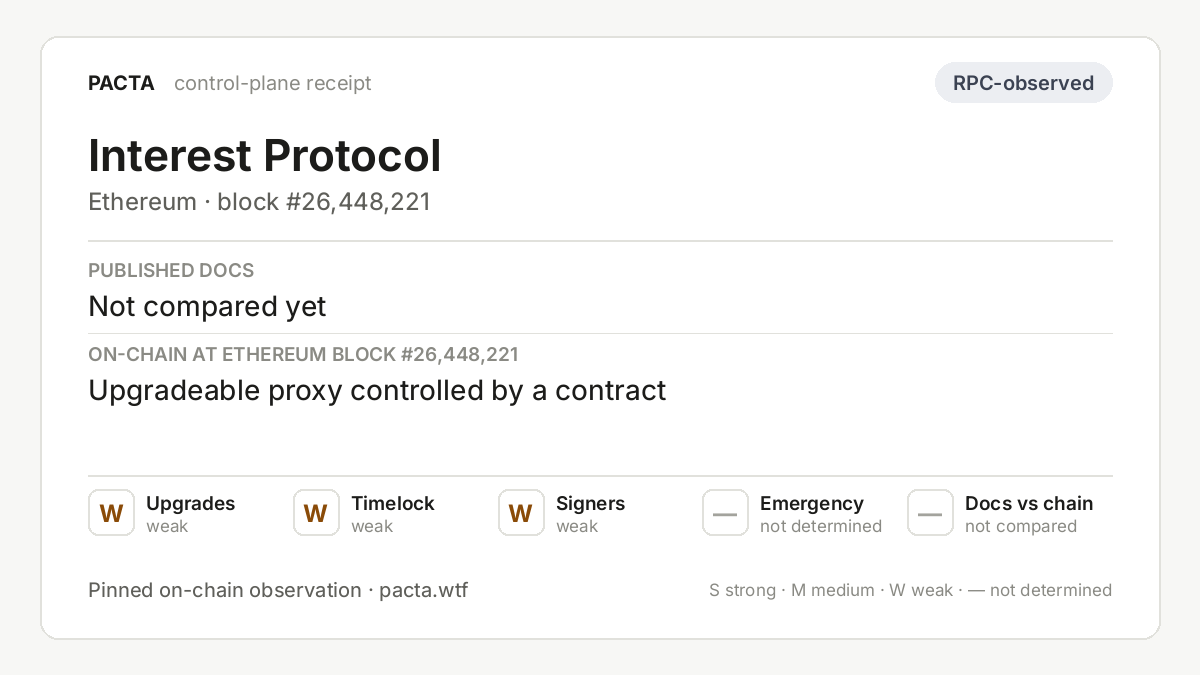 PACTA control-plane receipt
RPC-observed
Interest Protocol
Ethereum · block #26,448,221
PUBLISHED DOCS
Not compared yet
ON-CHAIN AT ETHEREUM BLOCK #26,448,221
Upgradeable proxy controlled by a contract
W Upgrades
weak
W Timelock
weak
W Signers
weak
— Emergency
not determined
— Docs vs chain
not compared
Pinned on-chain observation · pacta.wtf
S strong · M medium · W weak · — not determined